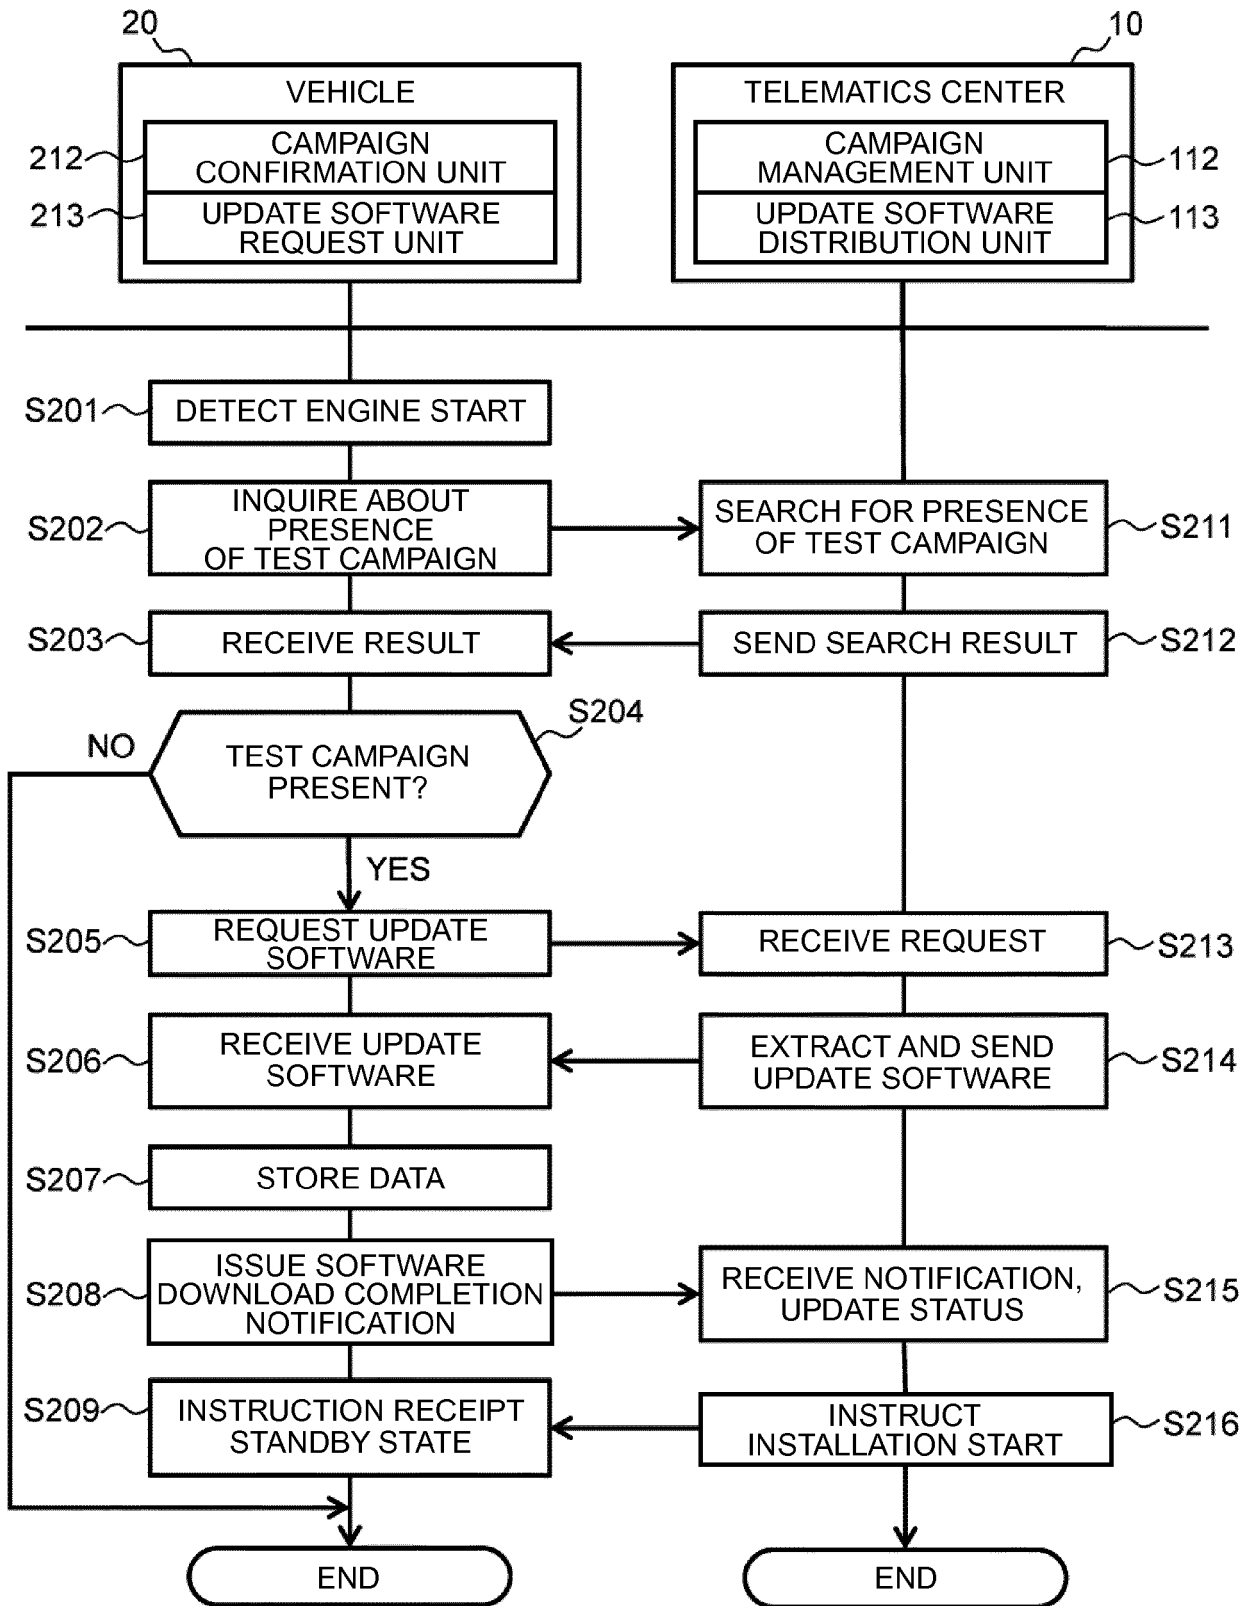 20
10
VEHICLE
TELEMATICS CENTER
212
CAMPAIGN
CONFIRMATION UNIT
CAMPAIGN
MANAGEMENT UNIT
112
213
UPDATE SOFTWARE
REQUEST UNIT
UPDATE SOFTWARE
DISTRIBUTION UNIT
113
S201
DETECT ENGINE START
S202
INQUIRE ABOUT
PRESENCE
OF TEST CAMPAIGN
SEARCH FOR PRESENCE
OF TEST CAMPAIGN
S211
S203
RECEIVE RESULT
SEND SEARCH RESULT
S212
S204
NO
TEST CAMPAIGN
PRESENT?
YES
S205
REQUEST UPDATE
SOFTWARE
RECEIVE REQUEST
S213
S206
RECEIVE UPDATE
SOFTWARE
EXTRACT AND SEND
UPDATE SOFTWARE
S214
S207
STORE DATA
S208
ISSUE SOFTWARE
DOWNLOAD COMPLETION
NOTIFICATION
RECEIVE NOTIFICATION,
UPDATE STATUS
S215
S209
INSTRUCTION RECEIPT
STANDBY STATE
INSTRUCT
INSTALLATION START
S216
END
END